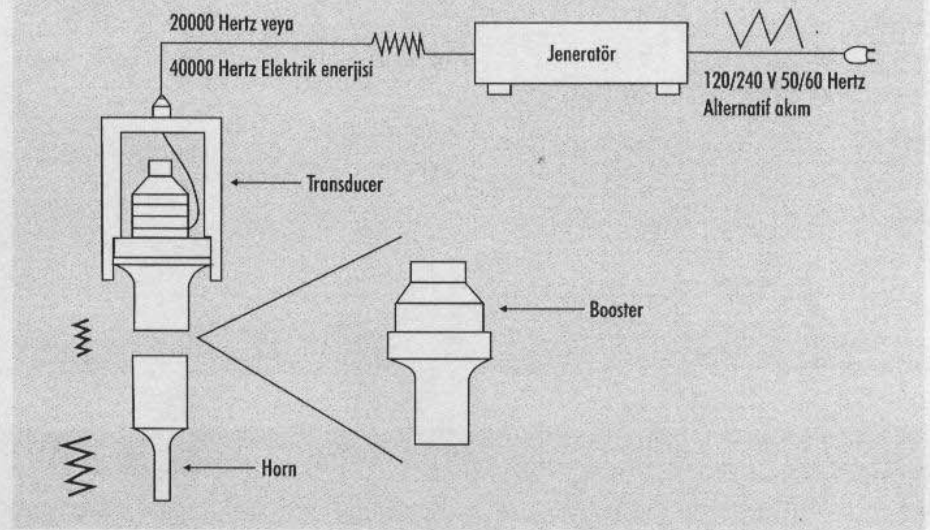 20000 Hertz veya
40000 Hertz Elektrik enerjisi
Jeneratör
120/240 V 50/60 Hertz
Alternatif akım
Transducer
Booster
Horn